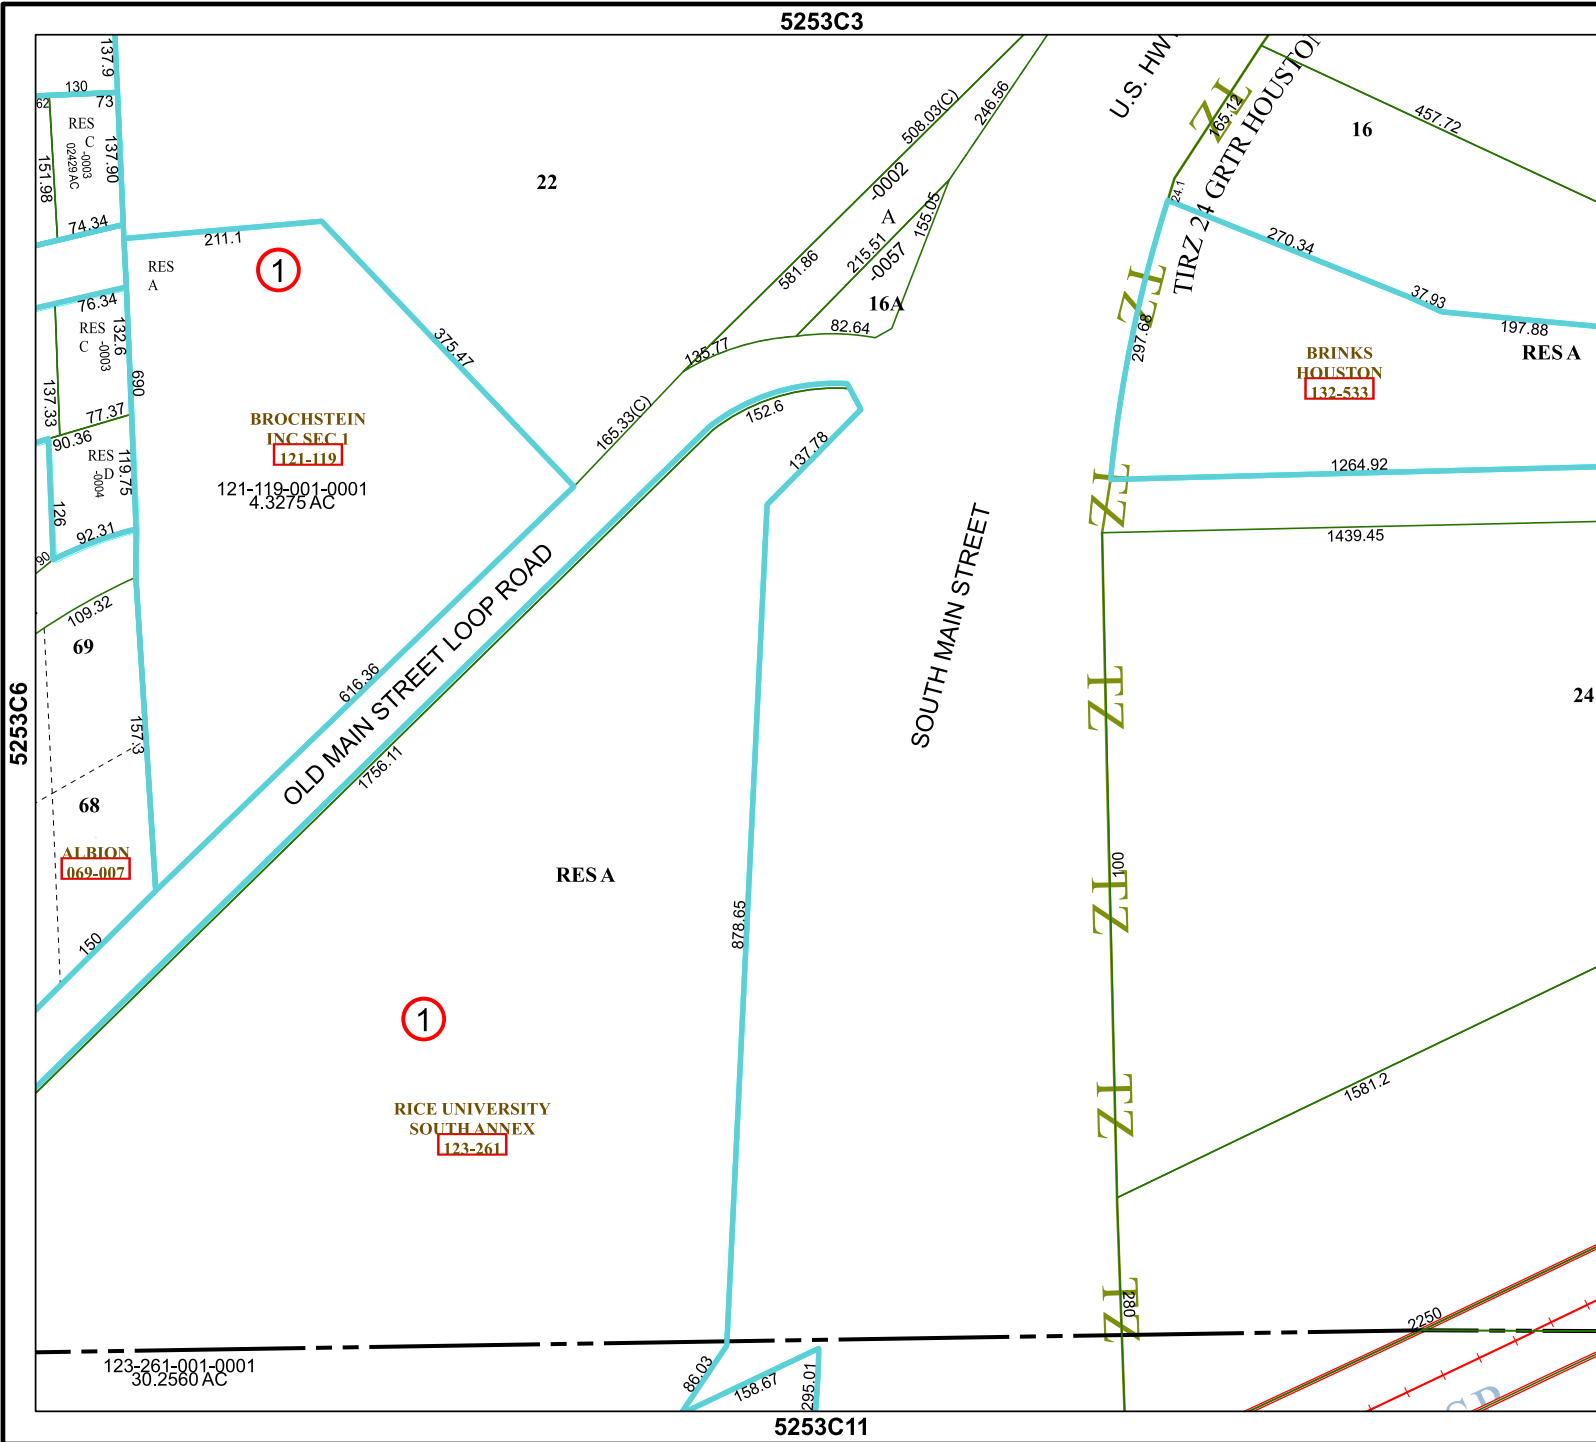 5253C3
137.9
130
62
73
RES
C
-0003
02429 AC
137.90
151.98
74.34
22
508.03(C)
246.56
-0002
A
155.05
215.51
-0057
581.86
16A
82.64
135.77
165.33(C)
U.S. HWY
165.12
TZ
TIRZ 24 GRTR HOUSTON
16
457.72
24.1
270.34
37.93
197.88
RES A
BRINKS
HOUSTON
132-533
297.68
TZ
1264.92
TZ
1439.45
211.1
1
RES
A
76.34
RES
C
-0003
132.6
690
137.33
77.37
90.36
RES
D
-0004
119.75
126
92.31
90
109.32
375.47
BROCHSTEIN
INC SEC 1
121-119
121-119-001-0001
4.3275 AC
152.6
137.78
OLD MAIN STREET LOOP ROAD
616.36
1756.11
SOUTH MAIN STREET
5253C6
69
157.3
68
ALBION
069-007
150
RES A
878.65
24
TZ
100
TZ
1
RICE UNIVERSITY
SOUTH ANNEX
123-261
TZ
1581.2
TZ
280
2250
123-261-001-0001
30.2560 AC
86.03
158.67
295.01
SP
5253C11